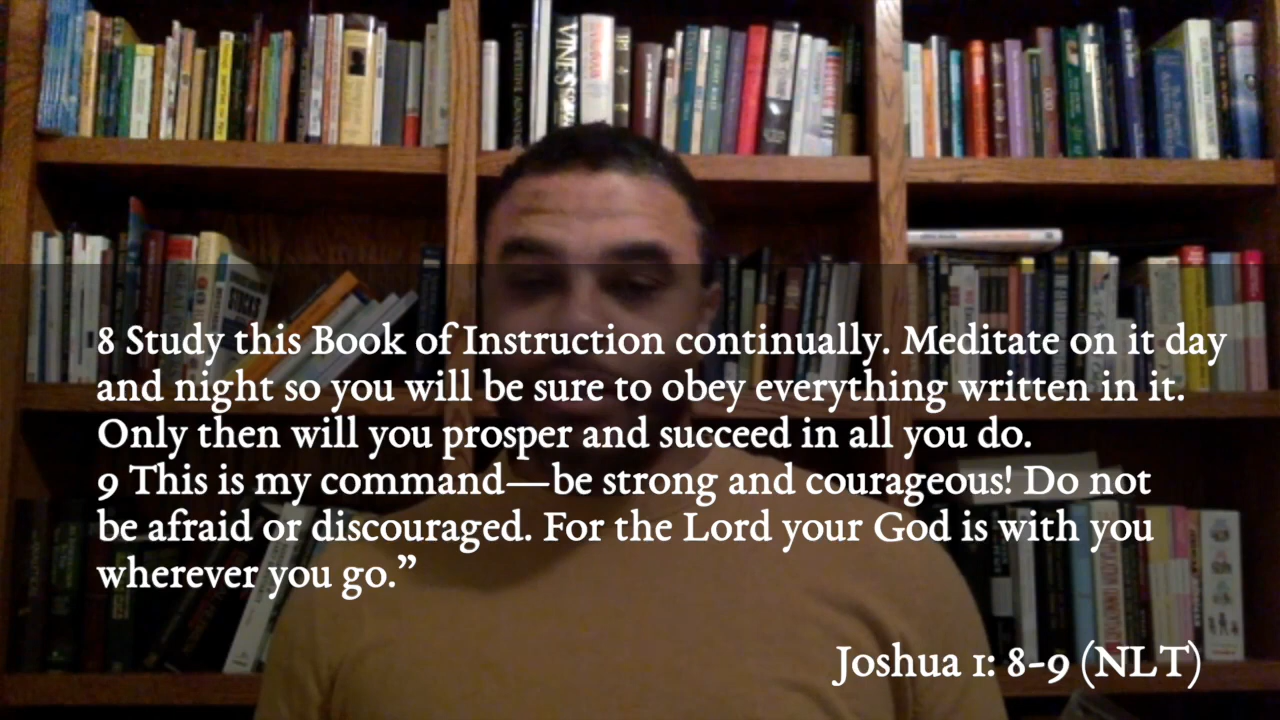 VINES
STOCKS
8 Study this Book of Instruction continually. Meditate on it day
and night so you will be sure to obey everything written in it.
Only then will you prosper and succeed in all you do.
9 This is my command—be strong and courageous! Do not
be afraid or discouraged. For the Lord your God is with you
wherever you go.”
Joshua 1: 8-9 (NLT)